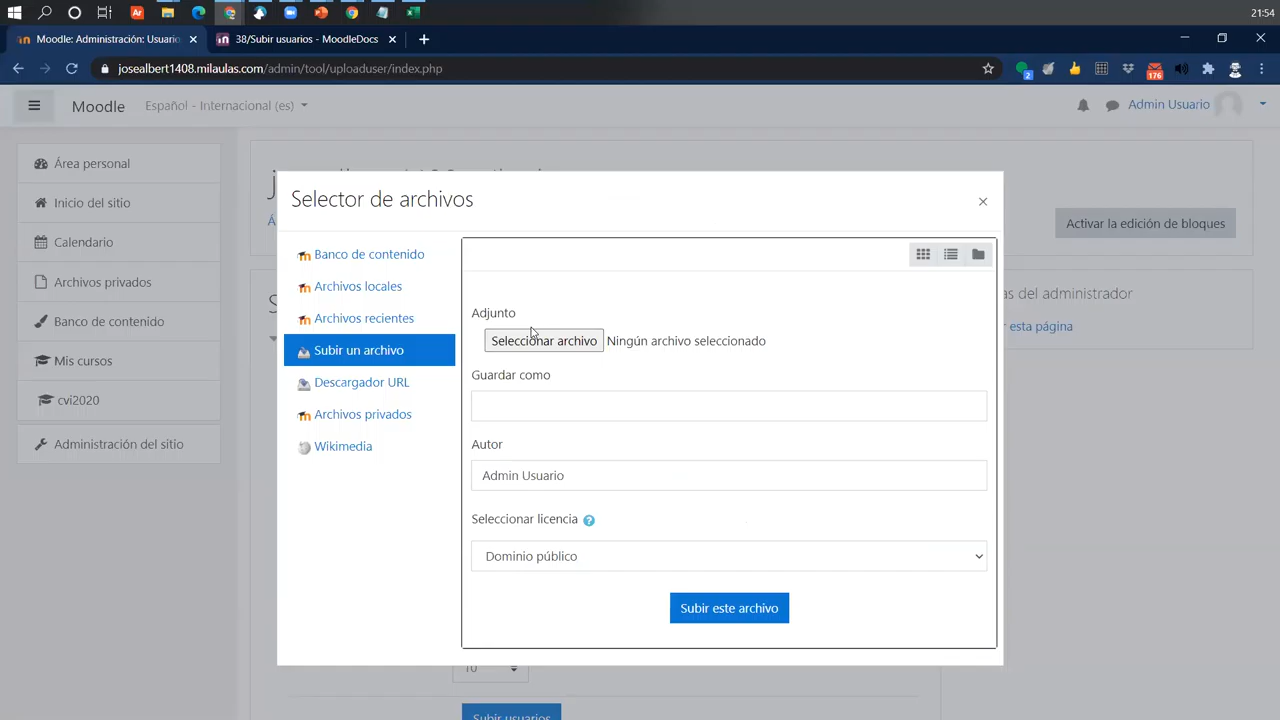 21:54
Moodle: Administración: Usuario
38/Subir usuarios - MoodleDocs
josealbert1408.milaulas.com/admin/tool/uploaduser/index.php
2
176
Moodle
Español - Internacional (es)
Admin Usuario
Área personal
Inicio del sitio
Calendario
Archivos privados
Banco de contenido
Mis cursos
cvi2020
Administración del sitio
Activar la edición de bloques
as del administrador
esta página
Selector de archivos
Banco de contenido
Archivos locales
Archivos recientes
Subir un archivo
Descargador URL
Archivos privados
Wikimedia
Adjunto
Seleccionar archivo Ningún archivo seleccionado
Guardar como
Autor
Admin Usuario
Seleccionar licencia
Dominio público
Subir este archivo
10
Subir usuarios